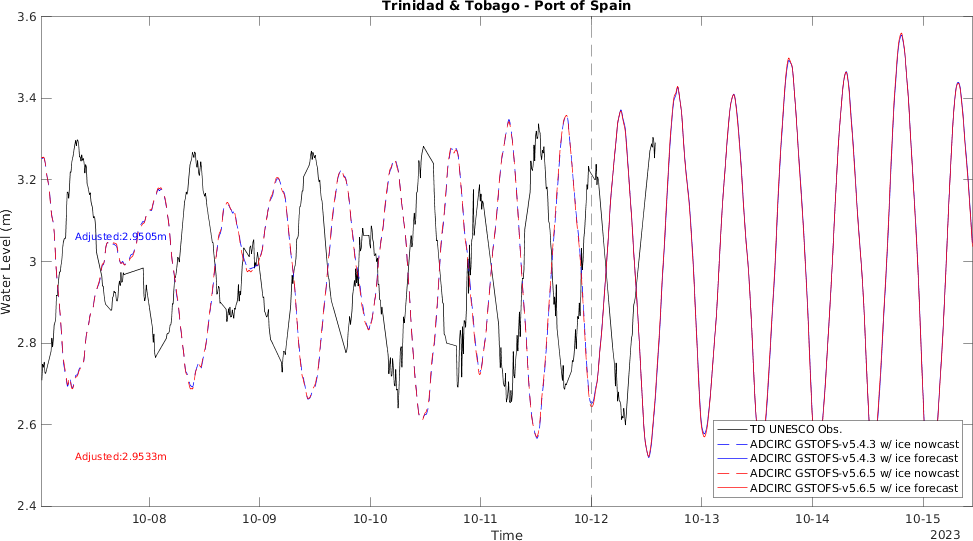 Trinidad & Tobago - Port of Spain
3.6
3.4
3.2
3
2.8
2.6
2.4
Water Level (m)
Adjusted:2.9505m
Adjusted:2.9533m
TD UNESCO Obs.
ADCIRC GSTOFS-v5.4.3 w/ ice nowcast
ADCIRC GSTOFS-v5.4.3 w/ ice forecast
ADCIRC GSTOFS-v5.6.5 w/ ice nowcast
ADCIRC GSTOFS-v5.6.5 w/ ice forecast
10-08 10-09 10-10 10-11 10-12 10-13 10-14 10-15
Time
2023